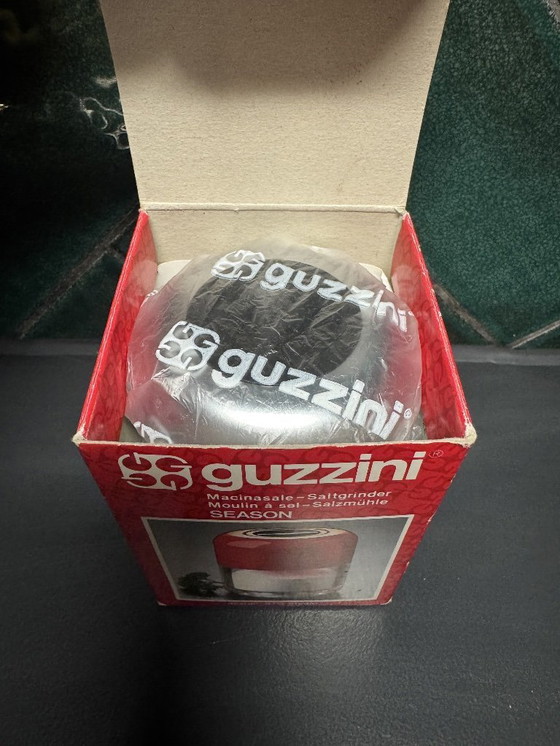 guzzini
guzzini®
guzzini®
Macinasale-Saltgrinder
Moulin à sel-Salzmühle
SEASON